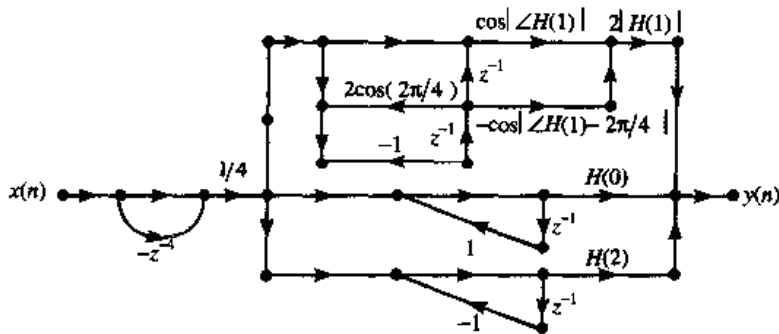 cos|∠H(1)| 2|H(1)|
z⁻¹
2cos(2π/4)
-cos|∠H(1)-2π/4|
z⁻¹
-1
1/4
x(n)
H(0)
y(n)
-z⁻⁴
z⁻¹
1
H(2)
z⁻¹
-1